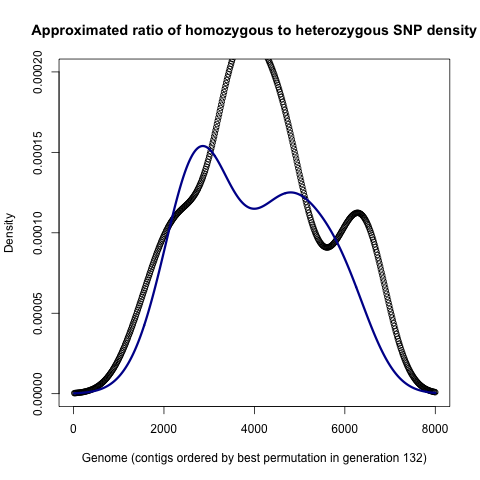 Approximated ratio of homozygous to heterozygous SNP density
0.00020
0.00015
0.00010
0.00005
0.00000
Density
0 2000 4000 6000 8000
Genome (contigs ordered by best permutation in generation 132)